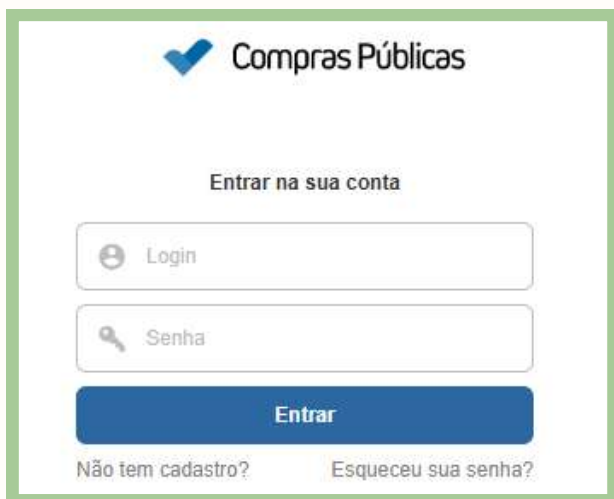 Compras Públicas
Entrar na sua conta
Login
Senha
Entrar
Não tem cadastro? Esqueceu sua senha?